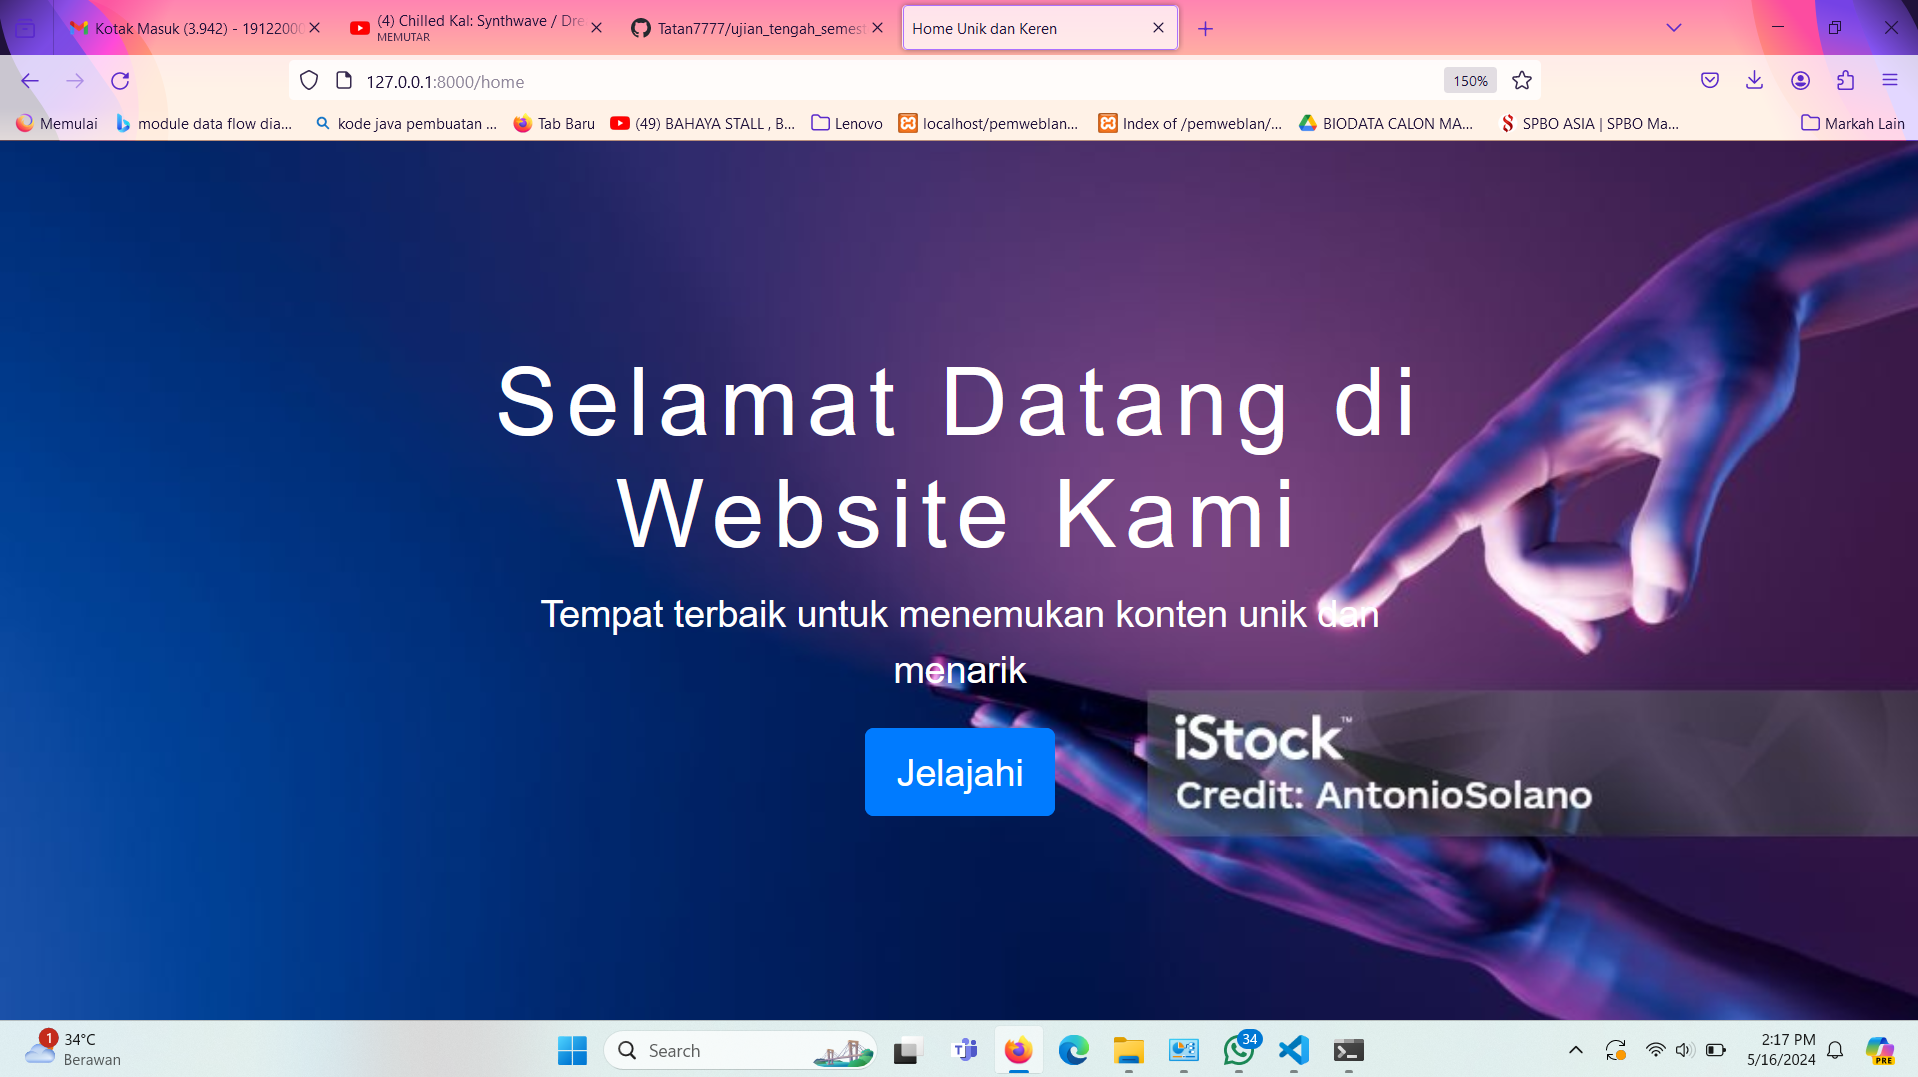 Kotak Masuk (3.942) - 19122000
(4) Chilled Kal: Synthwave / Dre
MEMUTAR
Tatan7777/ujian_tengah_semest
Home Unik dan Keren
127.0.0.1:8000/home
150%
Memulai
module data flow dia...
kode java pembuatan ...
Tab Baru
(49) BAHAYA STALL , B...
Lenovo
localhost/pemweblan...
Index of /pemweblan/...
BIODATA CALON MA...
SPBO ASIA | SPBO Ma...
Markah Lain
Selamat Datang di
Website Kami
Tempat terbaik untuk menemukan konten unik dan
menarik
Jelajahi
iStock™
Credit: AntonioSolano
1
34°C
Berawan
Search
34
2:17 PM
5/16/2024
PRE